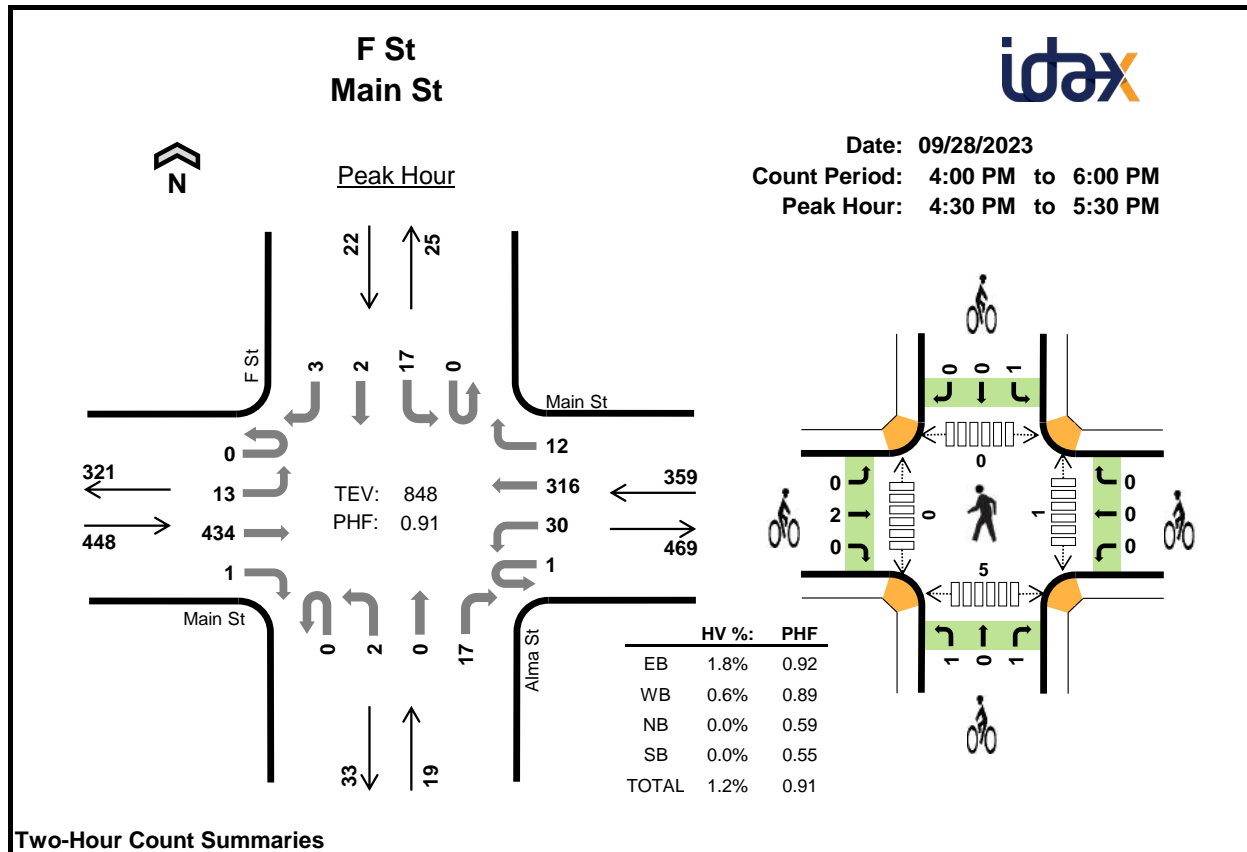 F St
Main St
idax
N
Peak Hour
Date: 09/28/2023
Count Period: 4:00 PM to 6:00 PM
Peak Hour: 4:30 PM to 5:30 PM
22
25
F St
3
2
17
0
Main St
0
13
434
1
321
448
TEV: 848
PHF: 0.91
12
316
30
1
359
469
Main St
0
2
0
17
Alma St
33
19
0
0
1
0
0
2
0
0
1
0
0
0
5
1
0
1
HV %: PHF
EB 1.8% 0.92
WB 0.6% 0.89
NB 0.0% 0.59
SB 0.0% 0.55
TOTAL 1.2% 0.91
Two-Hour Count Summaries